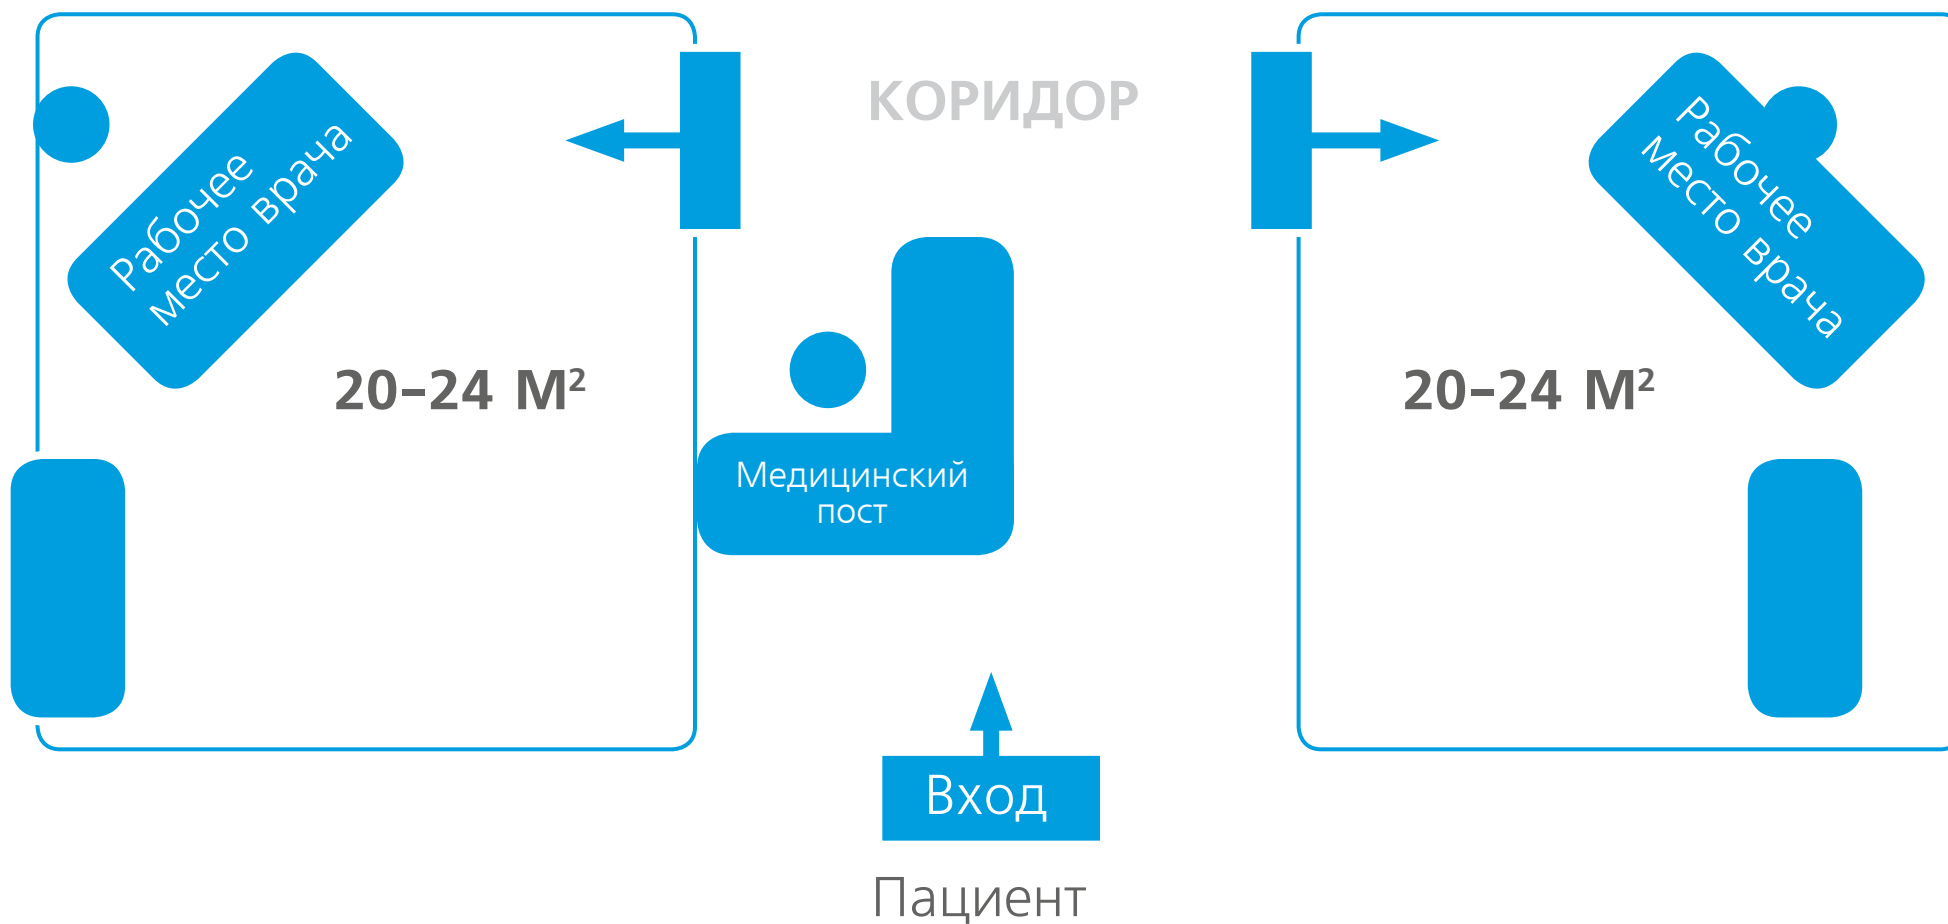 КОРИДОР
Рабочее
место врача
Рабочее
место врача
20–24 М²
20–24 М²
Медицинский
пост
Вход
Пациент